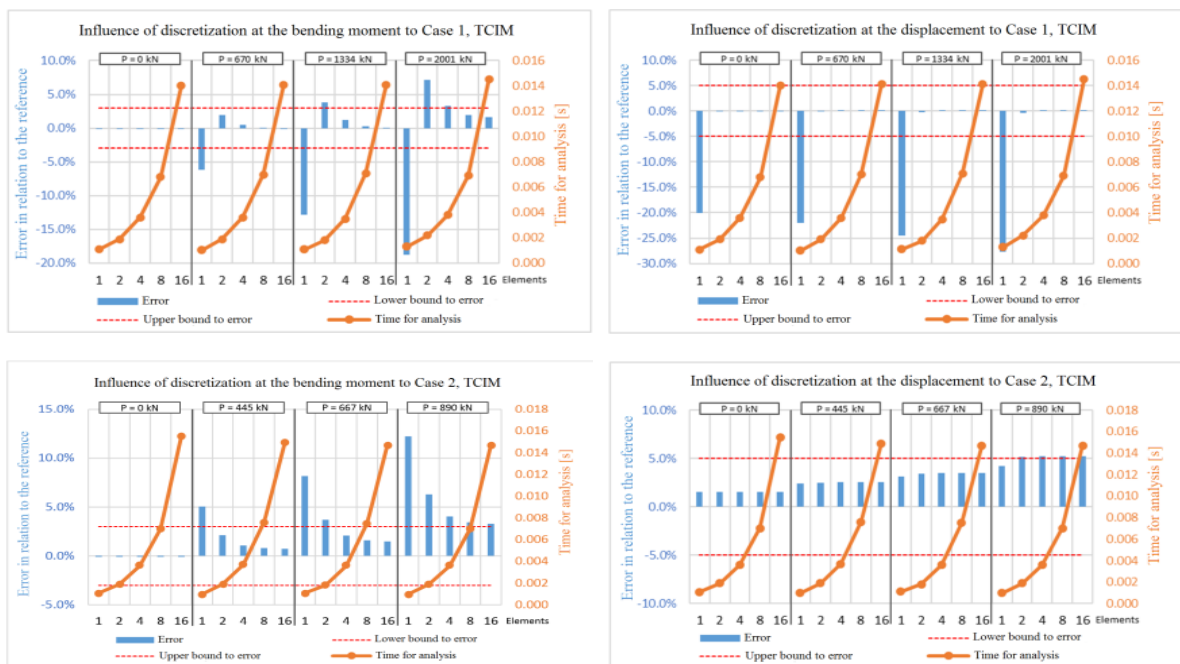 Influence of discretization at the bending moment to Case 1, TCIM
P = 0 kN P = 670 kN P = 1334 kN P = 2001 kN
Error in relation to the reference
10.0%
5.0%
0.0%
-5.0%
-10.0%
-15.0%
-20.0%
0.016
0.014
0.012
0.010
0.008
0.006
0.004
0.002
0.000
Time for analysis [s]
1 2 4 8 16 1 2 4 8 16 1 2 4 8 16 1 2 4 8 16 Elements
Error Lower bound to error
Upper bound to error Time for analysis
Influence of discretization at the displacement to Case 1, TCIM
P = 0 kN P = 670 kN P = 1334 kN P = 2001 kN
Error in relation to the reference
10.0%
5.0%
0.0%
-5.0%
-10.0%
-15.0%
-20.0%
-25.0%
-30.0%
0.016
0.014
0.012
0.010
0.008
0.006
0.004
0.002
0.000
Time for analysis [s]
1 2 4 8 16 1 2 4 8 16 1 2 4 8 16 1 2 4 8 16 Elements
Error Lower bound to error
Upper bound to error Time for analysis
Influence of discretization at the bending moment to Case 2, TCIM
P = 0 kN P = 445 kN P = 667 kN P = 890 kN
Error in relation to the reference
15.0%
10.0%
5.0%
0.0%
-5.0%
0.018
0.016
0.014
0.012
0.010
0.008
0.006
0.004
0.002
0.000
Time for analysis [s]
1 2 4 8 16 1 2 4 8 16 1 2 4 8 16 1 2 4 8 16 Elements
Error Lower bound to error
Upper bound to error Time for analysis
Influence of discretization at the displacement to Case 2, TCIM
P = 0 kN P = 445 kN P = 667 kN P = 890 kN
Error in relation to the reference
10.0%
5.0%
0.0%
-5.0%
-10.0%
0.018
0.016
0.014
0.012
0.010
0.008
0.006
0.004
0.002
0.000
Time for analysis [s]
1 2 4 8 16 1 2 4 8 16 1 2 4 8 16 1 2 4 8 16 Elements
Error Lower bound to error
Upper bound to error Time for analysis